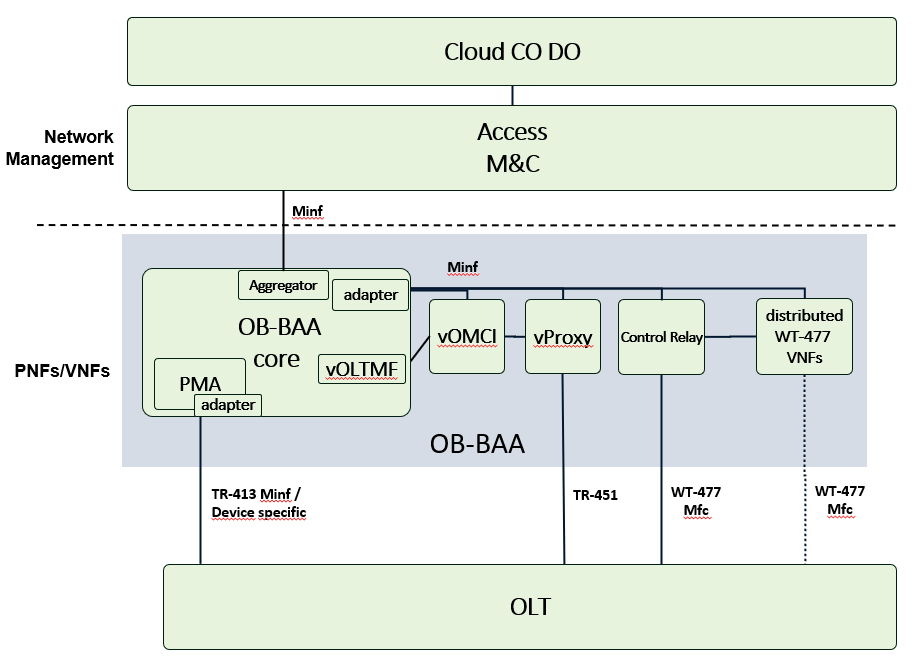 Cloud CO DO
Network
Management
Access
M&C
Minf
Minf
Aggregator
adapter
OB-BAA
core
vOLTMF
PMA
adapter
vOMCI
vProxy
Control Relay
distributed
WT-477
VNFs
PNFs/VNFs
OB-BAA
TR-413 Minf /
Device specific
TR-451
WT-477
Mfc
WT-477
Mfc
OLT